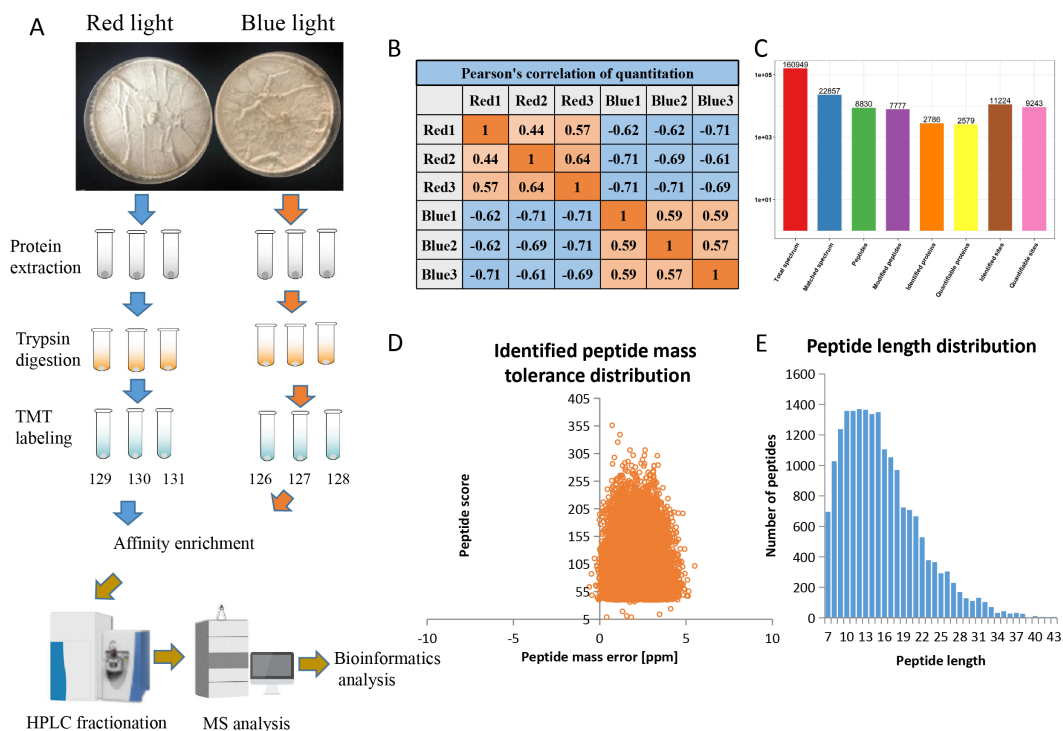 A
Red light
Blue light
Protein
extraction
Trypsin
digestion
TMT
labeling
129 130 131
126 127 128
Affinity enrichment
HPLC fractionation
MS analysis
Bioinformatics
analysis
B
Pearson's correlation of quantitation
Red1 Red2 Red3 Blue1 Blue2 Blue3
Red1 1 0.44 0.57 -0.62 -0.62 -0.71
Red2 0.44 1 0.64 -0.71 -0.69 -0.61
Red3 0.57 0.64 1 -0.71 -0.71 -0.69
Blue1 -0.62 -0.71 -0.71 1 0.59 0.59
Blue2 -0.62 -0.69 -0.71 0.59 1 0.57
Blue3 -0.71 -0.61 -0.69 0.59 0.57 1
C
1e+05
1e+03
1e+01
160949
22857
8830
7777
2786
2579
11224
9243
Total spectrum
Matched spectrum
Peptides
Modified peptides
Identified proteins
Quantifiable proteins
Identified sites
Quantifiable sites
D
Identified peptide mass
tolerance distribution
Peptide score
405
355
305
255
205
155
105
55
5
-10 -5 0 5 10
Peptide mass error [ppm]
E
Peptide length distribution
Number of peptides
1600
1400
1200
1000
800
600
400
200
0
7 10 13 16 19 22 25 28 31 34 37 40 43
Peptide length